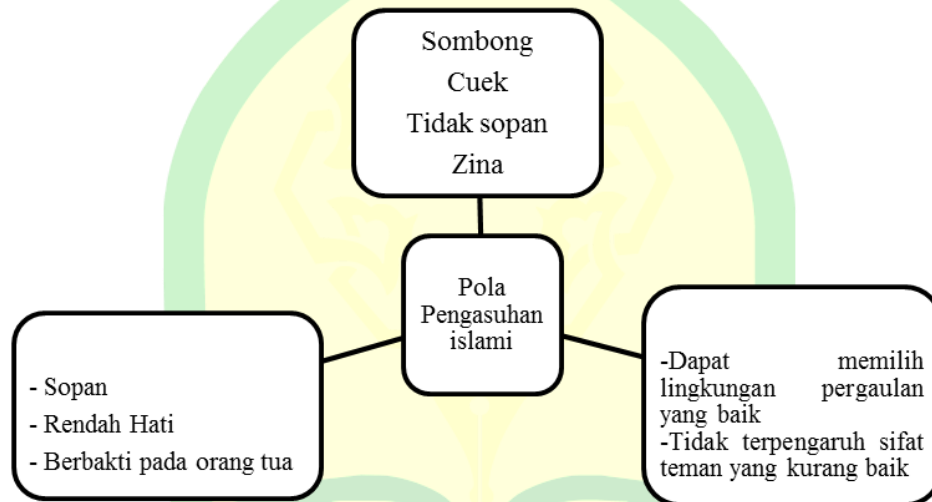 Sombong
Cuek
Tidak sopan
Zina
Pola
Pengasuhan
islami
- Sopan
- Rendah Hati
- Berbakti pada orang tua
-Dapat memilih
lingkungan pergaulan
yang baik
-Tidak terpengaruh sifat
teman yang kurang baik